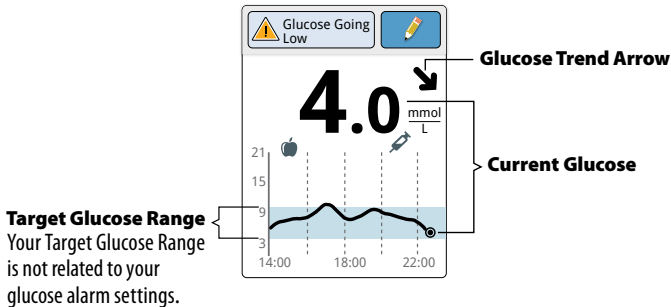 Glucose Going
Low
Glucose Trend Arrow
4.0 mmol
L
Current Glucose
21
15
9
3
14:00 18:00 22:00
Target Glucose Range
Your Target Glucose Range
is not related to your
glucose alarm settings.